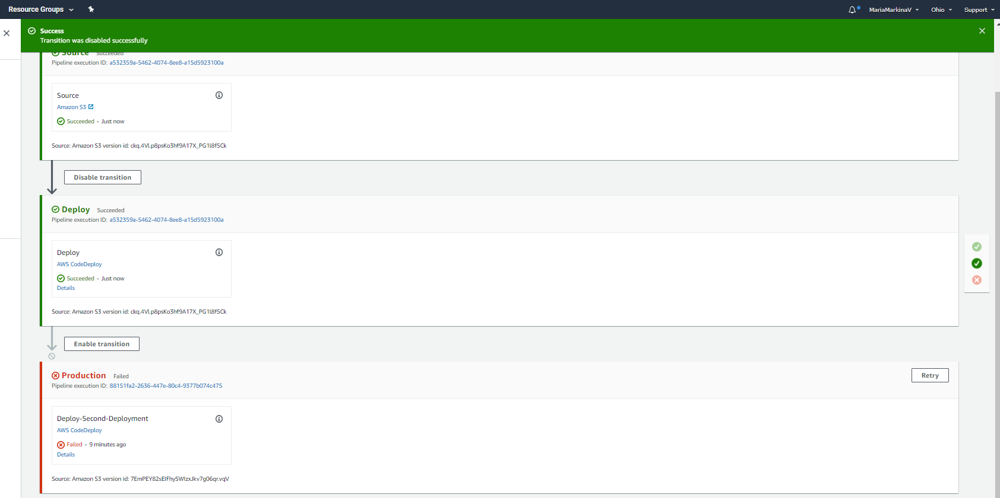 Resource Groups
MariaMarkinaV
Ohio
Support
Success
Transition was disabled successfully
Source Succeeded
Pipeline execution ID: a532359a-5462-4074-8ee8-a15d5923100a
Source
Amazon S3
Succeeded - Just now
Source: Amazon S3 version id: ckq.4Vl.p8psKo3hf9A17X_PG1l8f5Ck
Disable transition
Deploy Succeeded
Pipeline execution ID: a532359a-5462-4074-8ee8-a15d5923100a
Deploy
AWS CodeDeploy
Succeeded - Just now
Details
Source: Amazon S3 version id: ckq.4Vl.p8psKo3hf9A17X_PG1l8f5Ck
Enable transition
Production Failed
Retry
Pipeline execution ID: 88151fa2-2636-447e-80c4-9377b074c475
Deploy-Second-Deployment
AWS CodeDeploy
Failed - 9 minutes ago
Details
Source: Amazon S3 version id: 7EmPEY82sEIFhySWIzxJkv7g06qr.vqV